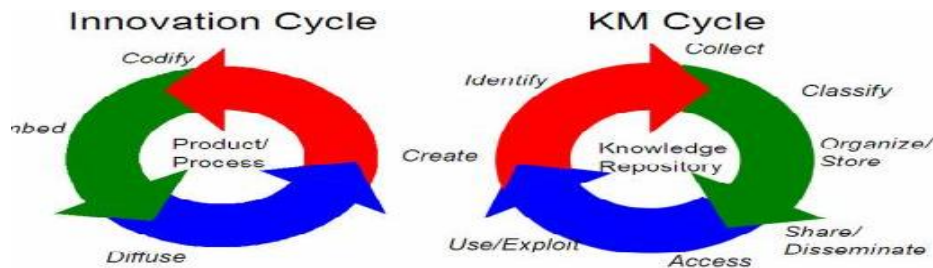 Innovation Cycle
KM Cycle
Codify
Collect
Identify
Classify
mbed
Product/
Process
Create
Knowledge
Repository
Organize/
Store
Use/Exploit
Share/
Disseminate
Diffuse
Access